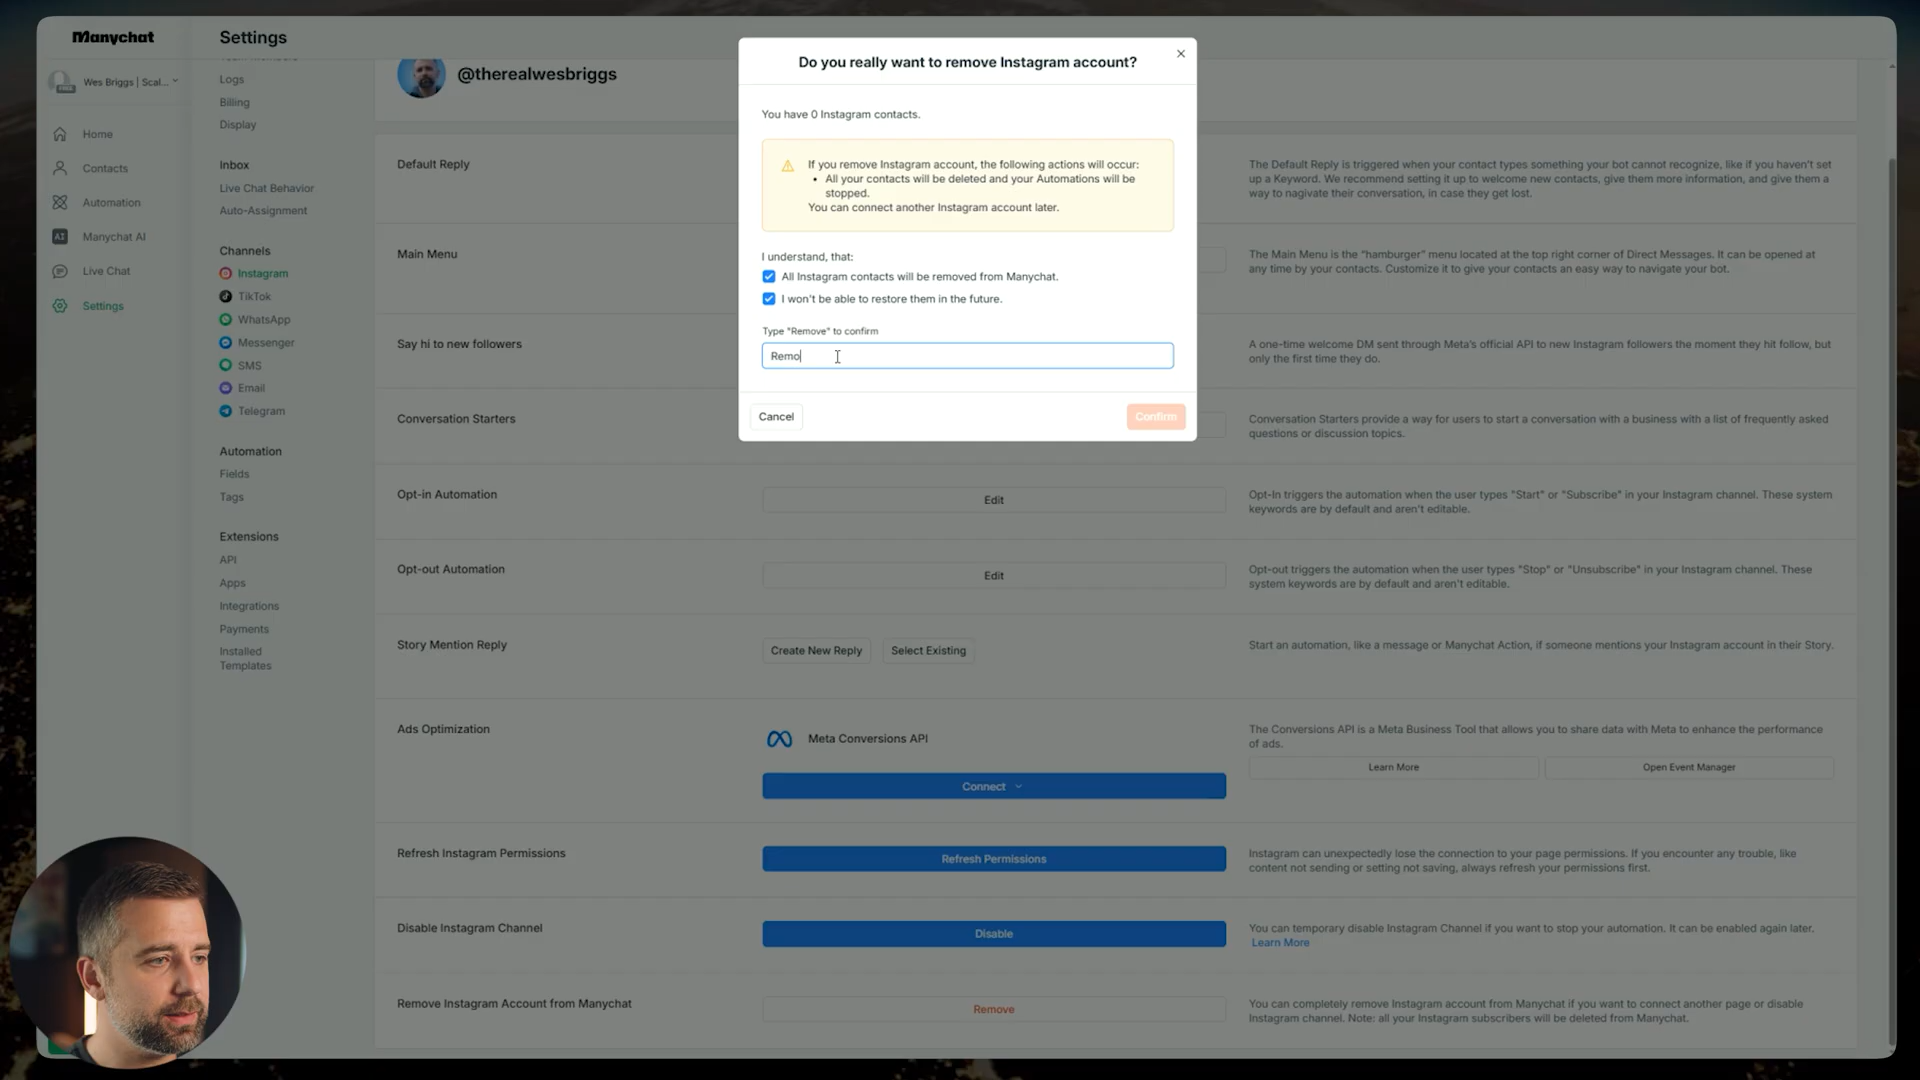 Manychat
Settings
Wes Briggs | Scal...
Home
Contacts
Automation
Manychat AI
Live Chat
Settings
Logs
Billing
Display
Inbox
Live Chat Behavior
Auto-Assignment
Channels
Instagram
TikTok
WhatsApp
Messenger
SMS
Email
Telegram
Automation
Fields
Tags
Extensions
API
Apps
Integrations
Payments
Installed
Templates
@therealwesbriggs
Do you really want to remove Instagram account?
You have 0 Instagram contacts.
If you remove Instagram account, the following actions will occur:
• All your contacts will be deleted and your Automations will be
stopped.
You can connect another Instagram account later.
I understand, that:
All Instagram contacts will be removed from Manychat.
I won't be able to restore them in the future.
Type "Remove" to confirm
Remo
Cancel
Confirm
Default Reply
The Default Reply is triggered when your contact types something your bot cannot recognize, like if you haven't set
up a Keyword. We recommend setting it up to welcome new contacts, give them more information, and give them a
way to nagivate their conversation, in case they get lost.
Main Menu
The Main Menu is the "hamburger" menu located at the top right corner of Direct Messages. It can be opened at
any time by your contacts. Customize it to give your contacts an easy way to navigate your bot.
Say hi to new followers
A one-time welcome DM sent through Meta's official API to new Instagram followers the moment they hit follow, but
only the first time they do.
Conversation Starters
Conversation Starters provide a way for users to start a conversation with a business with a list of frequently asked
questions or discussion topics.
Opt-in Automation
Edit
Opt-In triggers the automation when the user types "Start" or "Subscribe" in your Instagram channel. These system
keywords are by default and aren't editable.
Opt-out Automation
Edit
Opt-out triggers the automation when the user types "Stop" or "Unsubscribe" in your Instagram channel. These
system keywords are by default and aren't editable.
Story Mention Reply
Create New Reply
Select Existing
Start an automation, like a message or Manychat Action, if someone mentions your Instagram account in their Story.
Ads Optimization
Meta Conversions API
Connect
The Conversions API is a Meta Business Tool that allows you to share data with Meta to enhance the performance
of ads.
Learn More
Open Event Manager
Refresh Instagram Permissions
Refresh Permissions
Instagram can unexpectedly lose the connection to your page permissions. If you encounter any trouble, like
content not sending or setting not saving, always refresh your permissions first.
Disable Instagram Channel
Disable
You can temporary disable Instagram Channel if you want to stop your automation. It can be enabled again later.
Learn More
Remove Instagram Account from Manychat
Remove
You can completely remove Instagram account from Manychat if you want to connect another page or disable
Instagram channel. Note: all your Instagram subscribers will be deleted from Manychat.